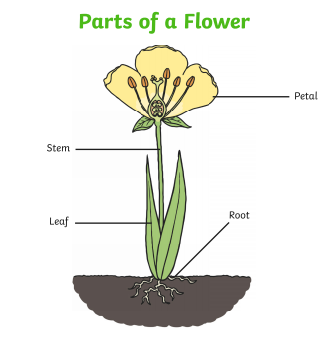 Parts of a Flower
Petal
Stem
Leaf
Root